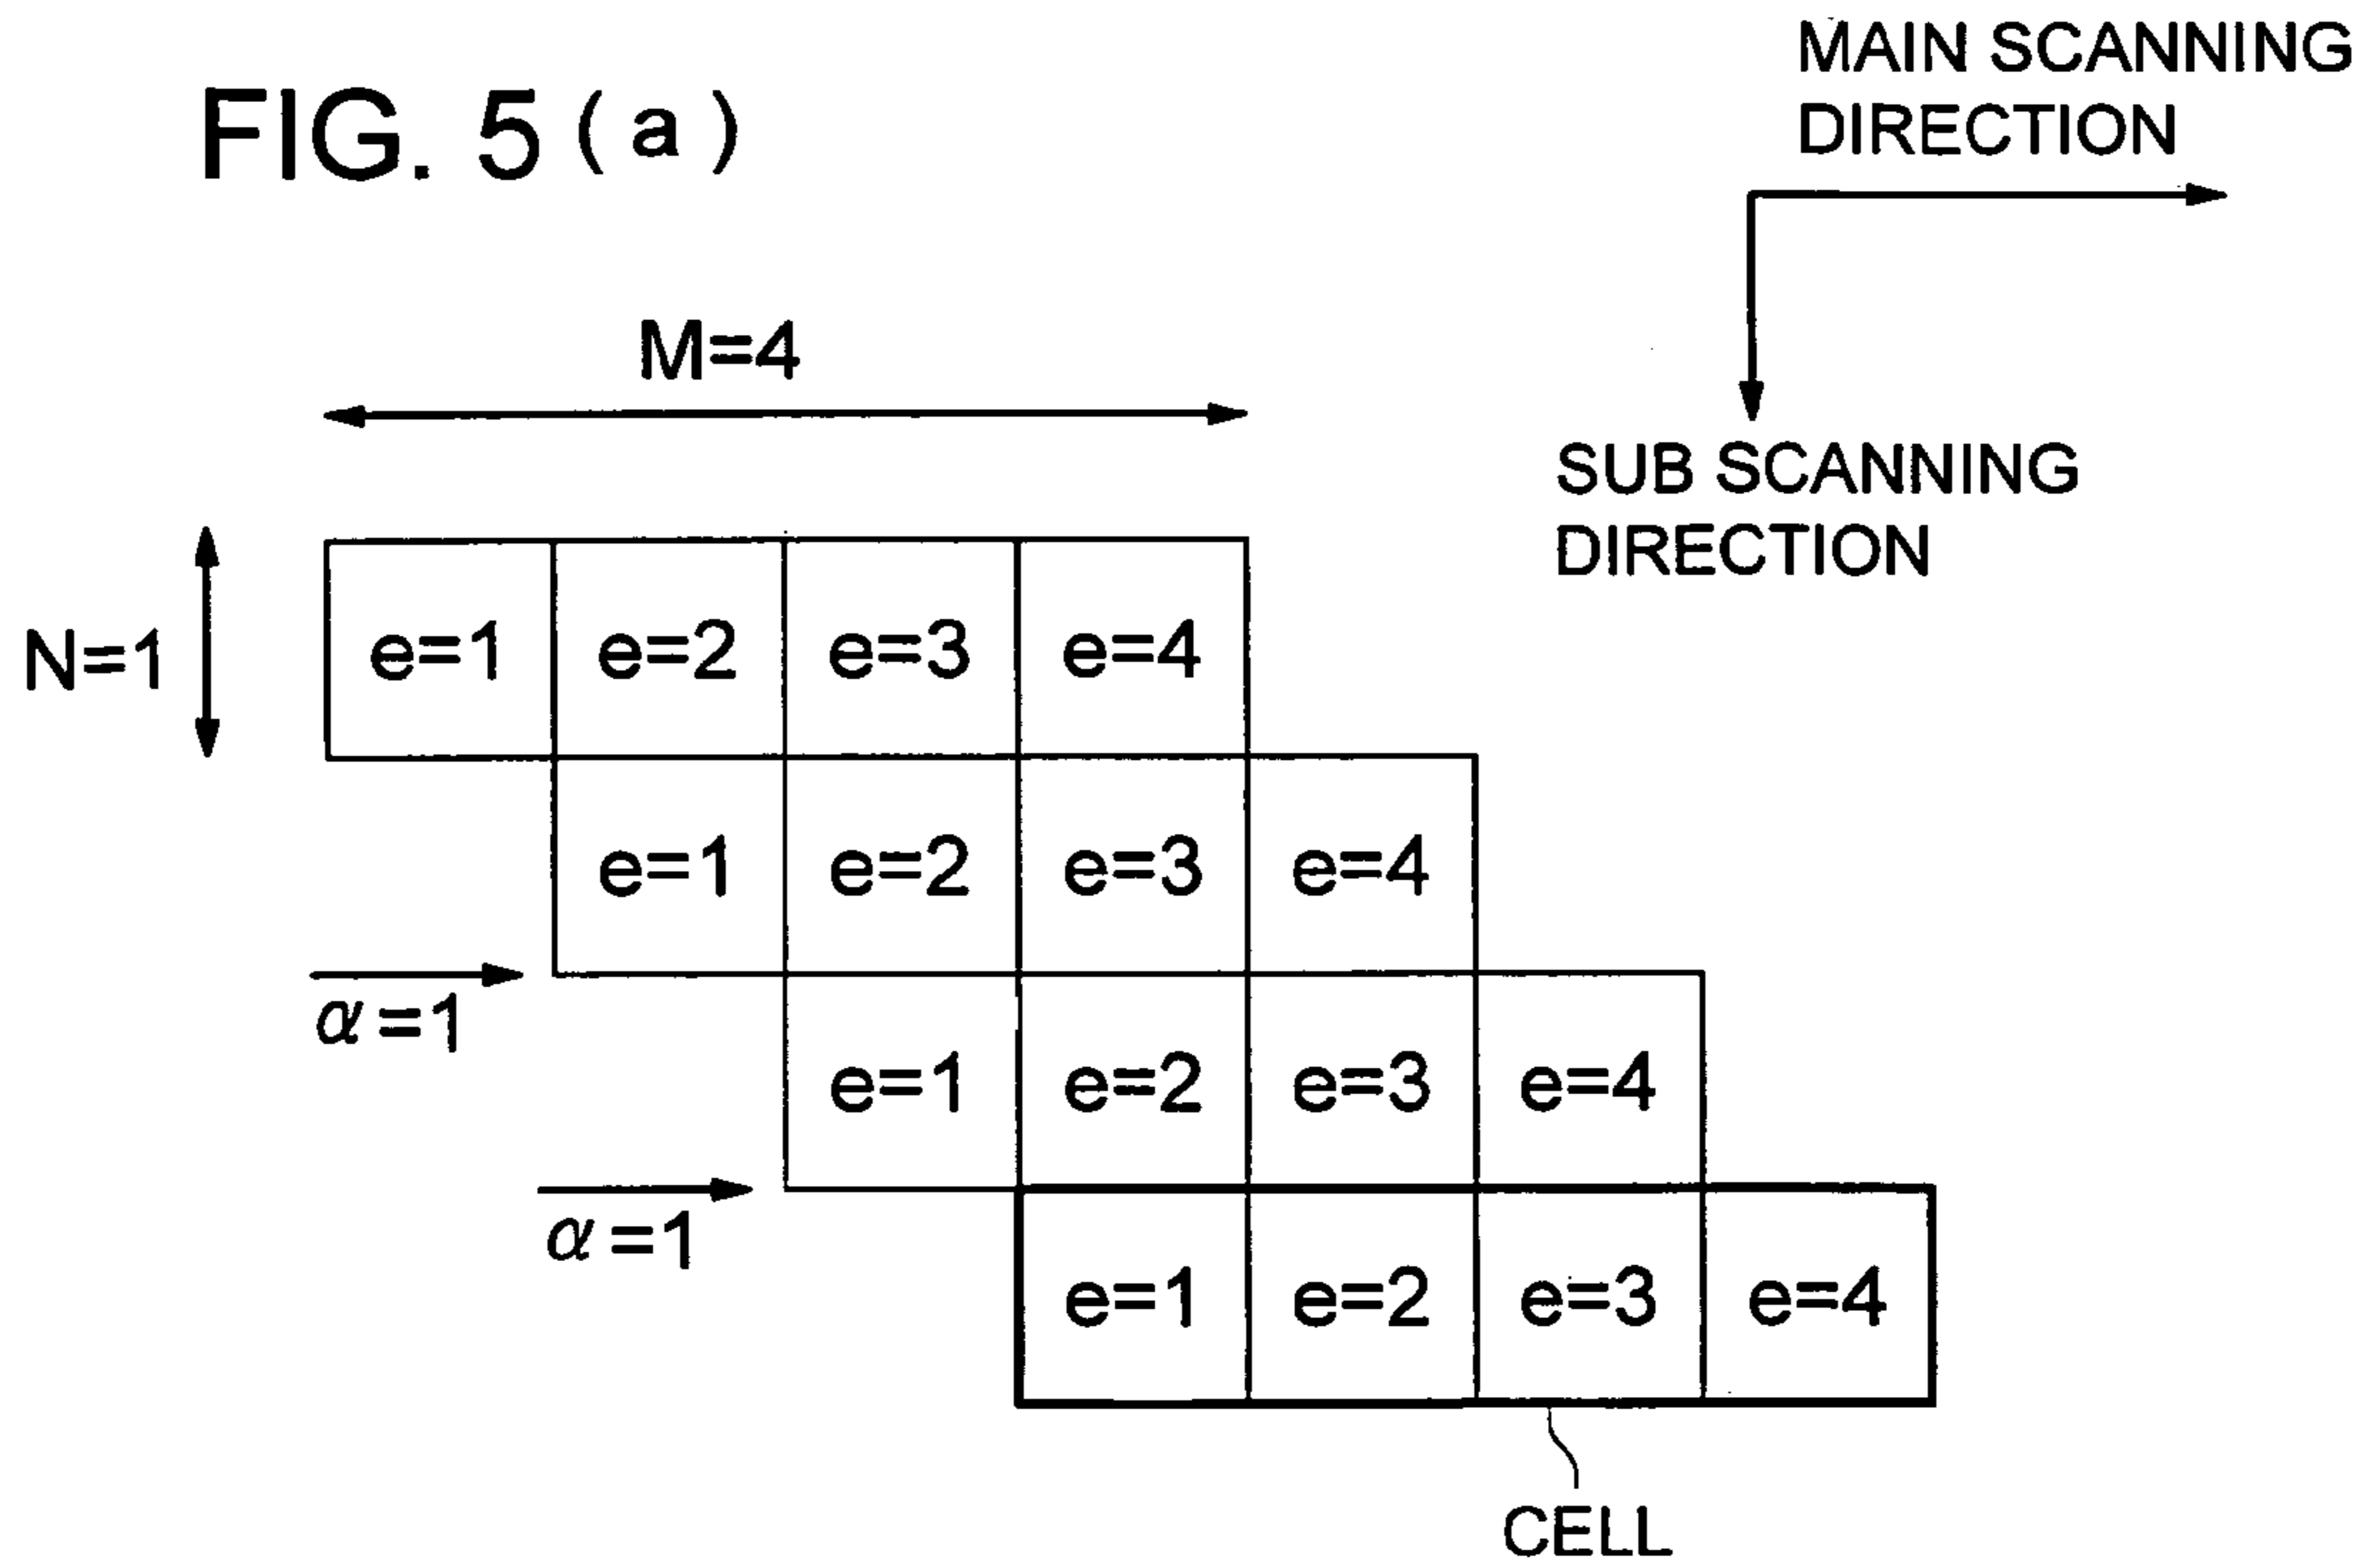 FIG. 5 (a)
MAIN SCANNING
DIRECTION
SUB SCANNING
DIRECTION
M=4
N=1
e=1 e=2 e=3 e=4
e=1 e=2 e=3 e=4
α=1
e=1 e=2 e=3 e=4
α=1
e=1 e=2 e=3 e=4
CELL